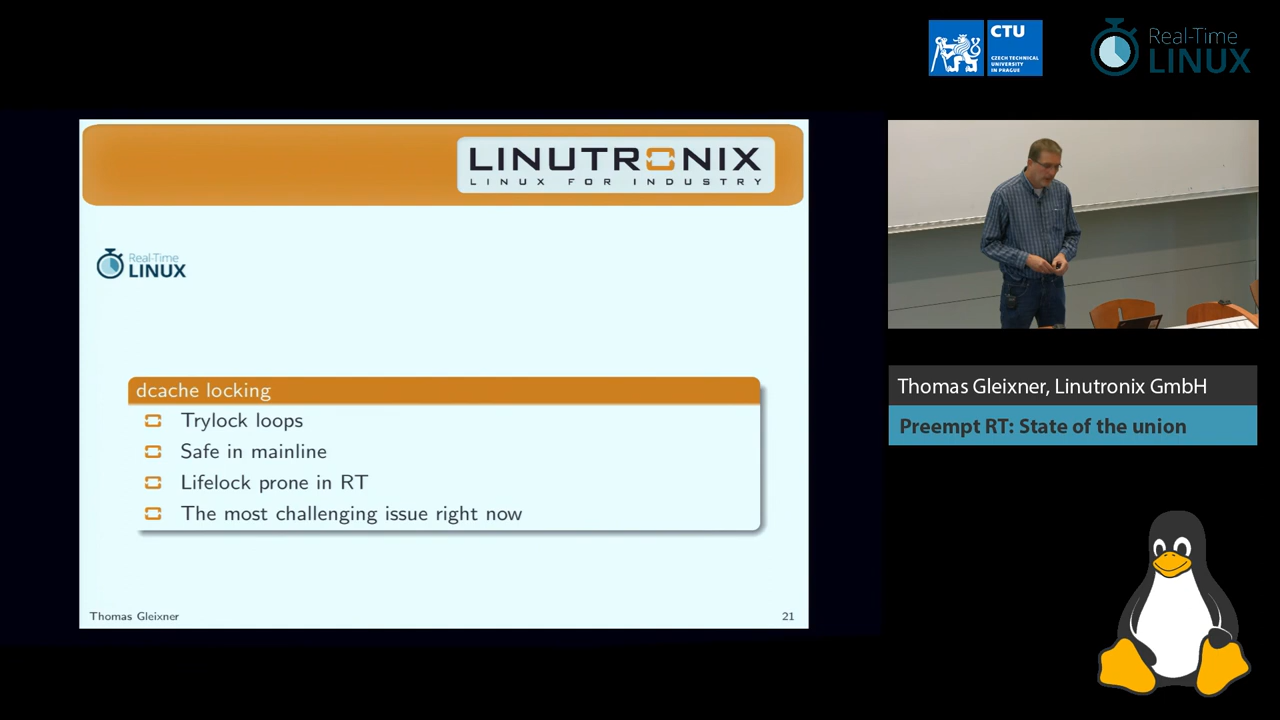 CTU
CZECH TECHNICAL
UNIVERSITY
IN PRAGUE
Real-Time
LINUX
LINUTRONIX
LINUX FOR INDUSTRY
Real-Time
LINUX
dcache locking
Trylock loops
Safe in mainline
Lifelock prone in RT
The most challenging issue right now
Thomas Gleixner
21
Thomas Gleixner, Linutronix GmbH
Preempt RT: State of the union